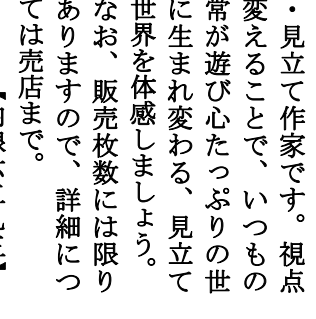 ・見立て作家です。視点
変えることで、いつもの
常が遊び心たっぷりの世
に生まれ変わる、見立て
世界を体感しましょう。
なお、販売枚数には限り
ありますので、詳細につ
ては売店まで。